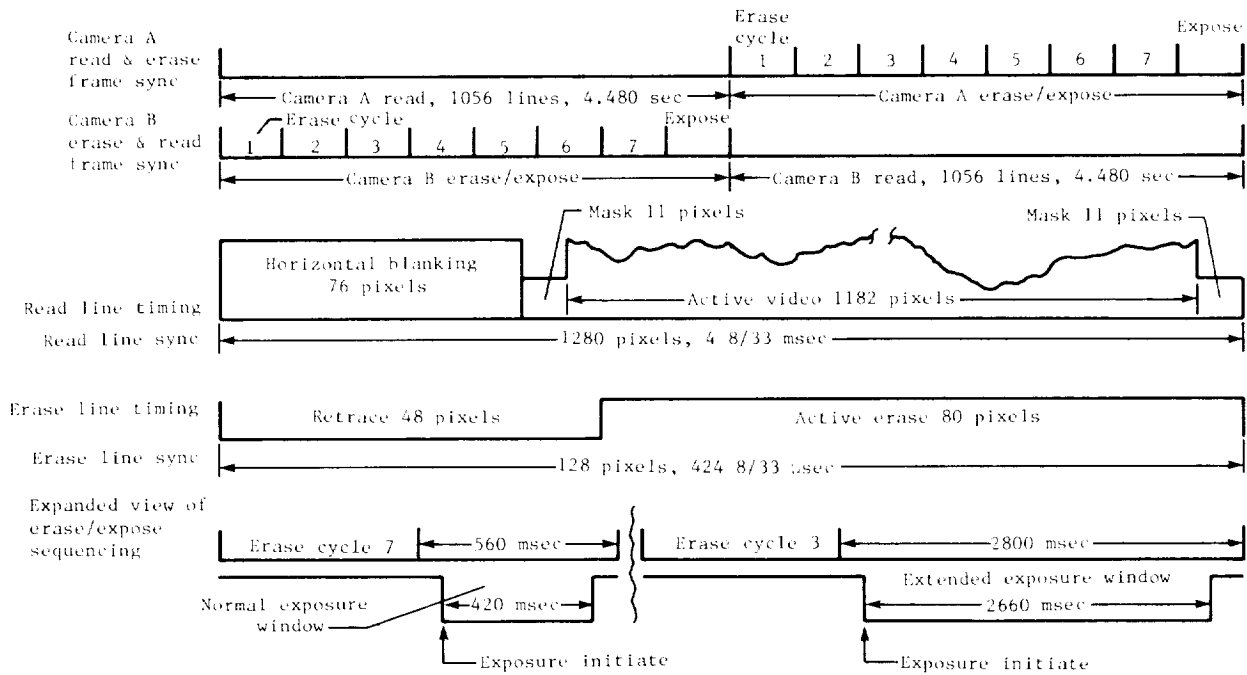 Camera A
read & erase
frame sync
Erase
cycle
1 2 3 4 5 6 7
Expose
Camera A read, 1056 lines, 4.480 sec
Camera A erase/expose
Camera B
erase & read
frame sync
Erase cycle
1 2 3 4 5 6 7
Expose
Camera B erase/expose
Camera B read, 1056 lines, 4.480 sec
Mask 11 pixels
Mask 11 pixels
Horizontal blanking
76 pixels
Active video 1182 pixels
Read line timing
Read line sync
1280 pixels, 4 8/33 msec
Erase line timing
Retrace 48 pixels
Active erase 80 pixels
Erase line sync
128 pixels, 424 8/33 µsec
Expanded view of
erase/expose
sequencing
Erase cycle 7
560 msec
Erase cycle 3
2800 msec
Normal exposure
window
420 msec
Extended exposure window
2660 msec
Exposure initiate
Exposure initiate